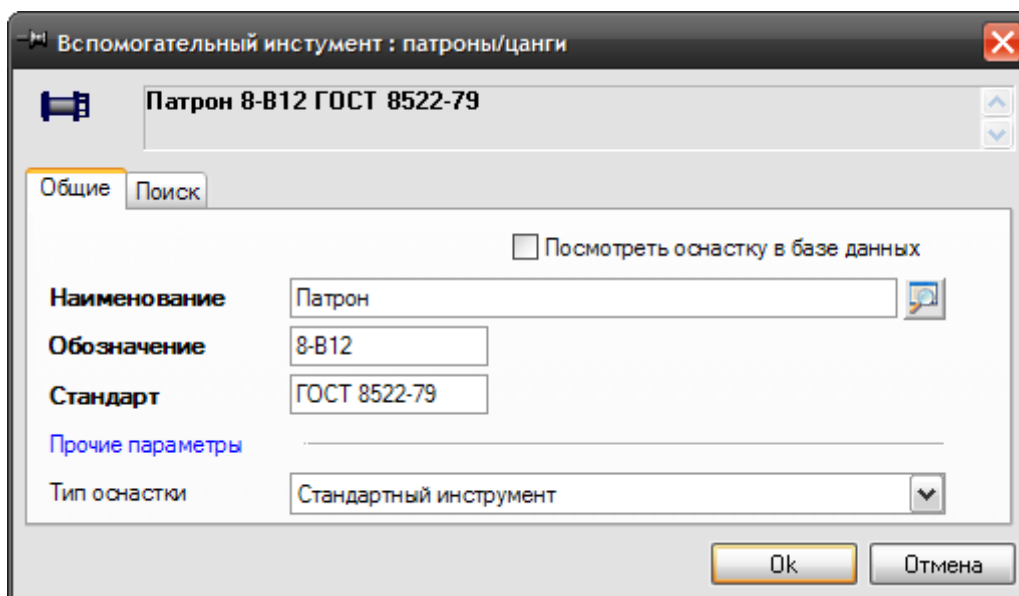 Вспомогательный инстумент : патроны/цанги
Патрон 8-В12 ГОСТ 8522-79
Общие Поиск
Посмотреть оснастку в базе данных
Наименование Патрон
Обозначение 8-В12
Стандарт ГОСТ 8522-79
Прочие параметры
Тип оснастки Стандартный инструмент
Ok Отмена